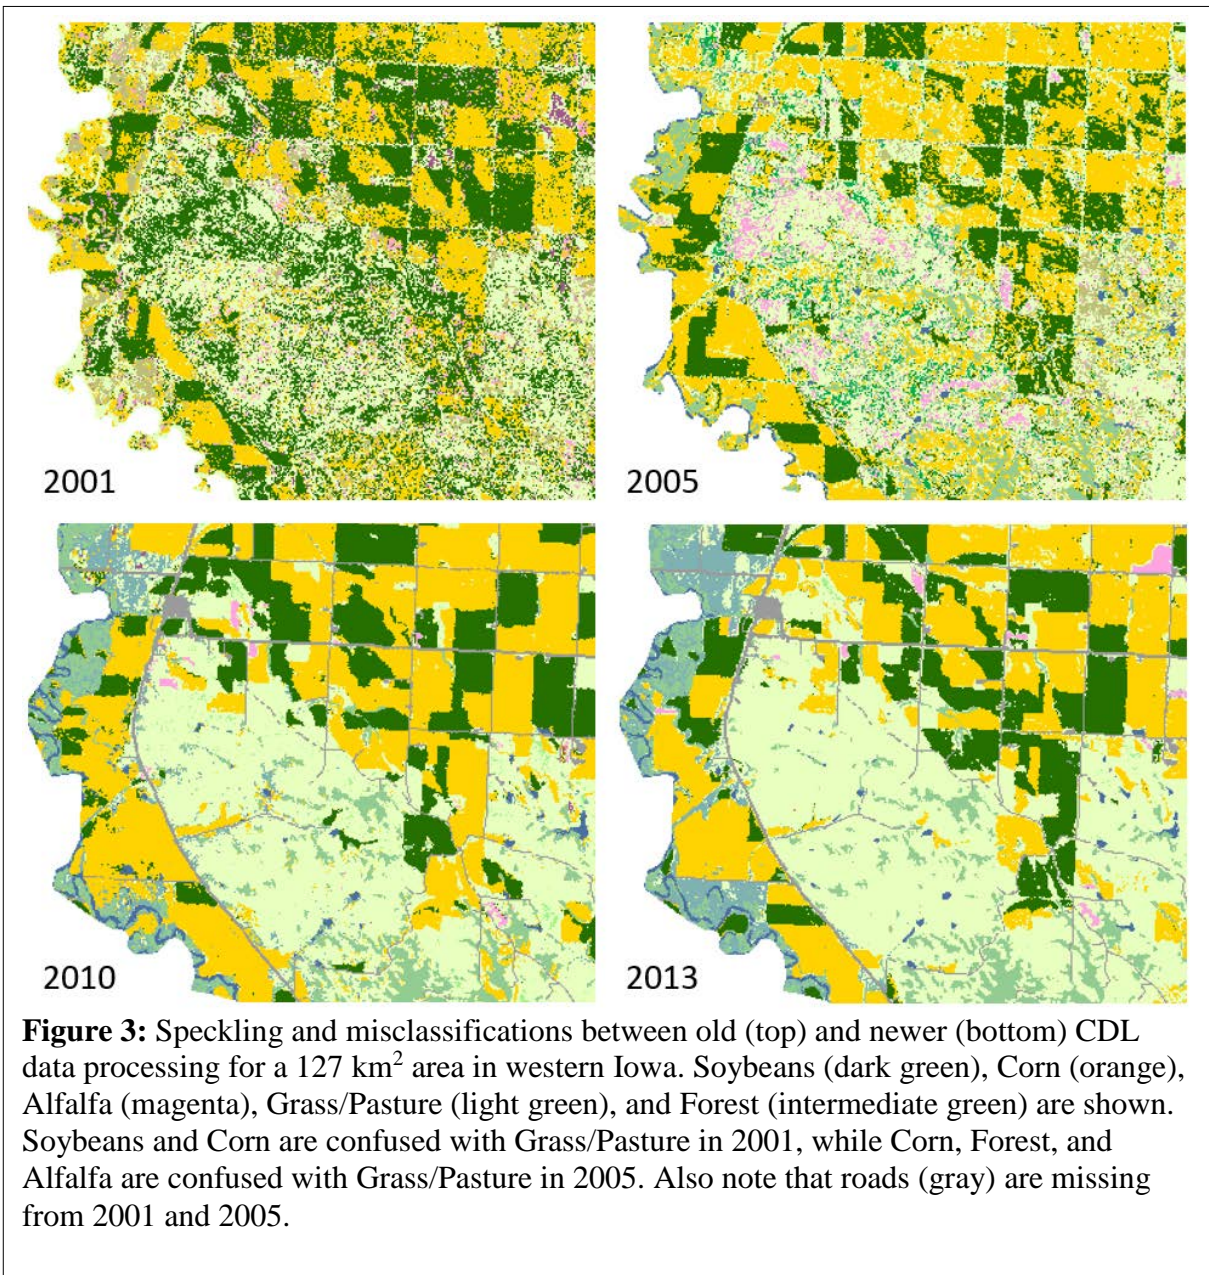 2001
2005
2010
2013
Figure 3: Speckling and misclassifications between old (top) and newer (bottom) CDL
data processing for a 127 km² area in western Iowa. Soybeans (dark green), Corn (orange),
Alfalfa (magenta), Grass/Pasture (light green), and Forest (intermediate green) are shown.
Soybeans and Corn are confused with Grass/Pasture in 2001, while Corn, Forest, and
Alfalfa are confused with Grass/Pasture in 2005. Also note that roads (gray) are missing
from 2001 and 2005.